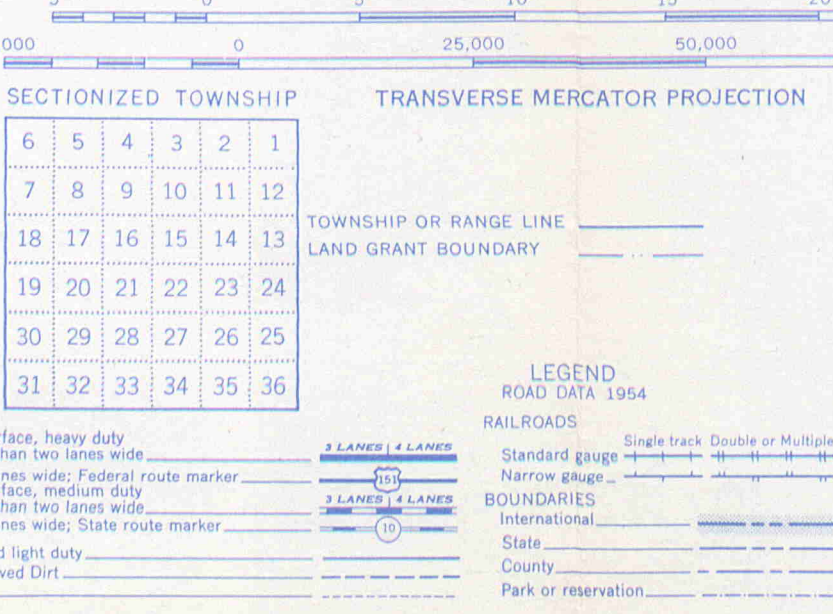 5 0 5 10 15 20
000 0 25,000 50,000
SECTIONIZED TOWNSHIP
6 5 4 3 2 1
7 8 9 10 11 12
18 17 16 15 14 13
19 20 21 22 23 24
30 29 28 27 26 25
31 32 33 34 35 36
TRANSVERSE MERCATOR PROJECTION
TOWNSHIP OR RANGE LINE
LAND GRANT BOUNDARY
face, heavy duty
han two lanes wide 3 LANES | 4 LANES
nes wide; Federal route marker 151
face, medium duty
han two lanes wide 3 LANES | 4 LANES
nes wide; State route marker 10
d light duty
ved Dirt
LEGEND
ROAD DATA 1954
RAILROADS
Single track Double or Multiple
Standard gauge
Narrow gauge
BOUNDARIES
International
State
County
Park or reservation